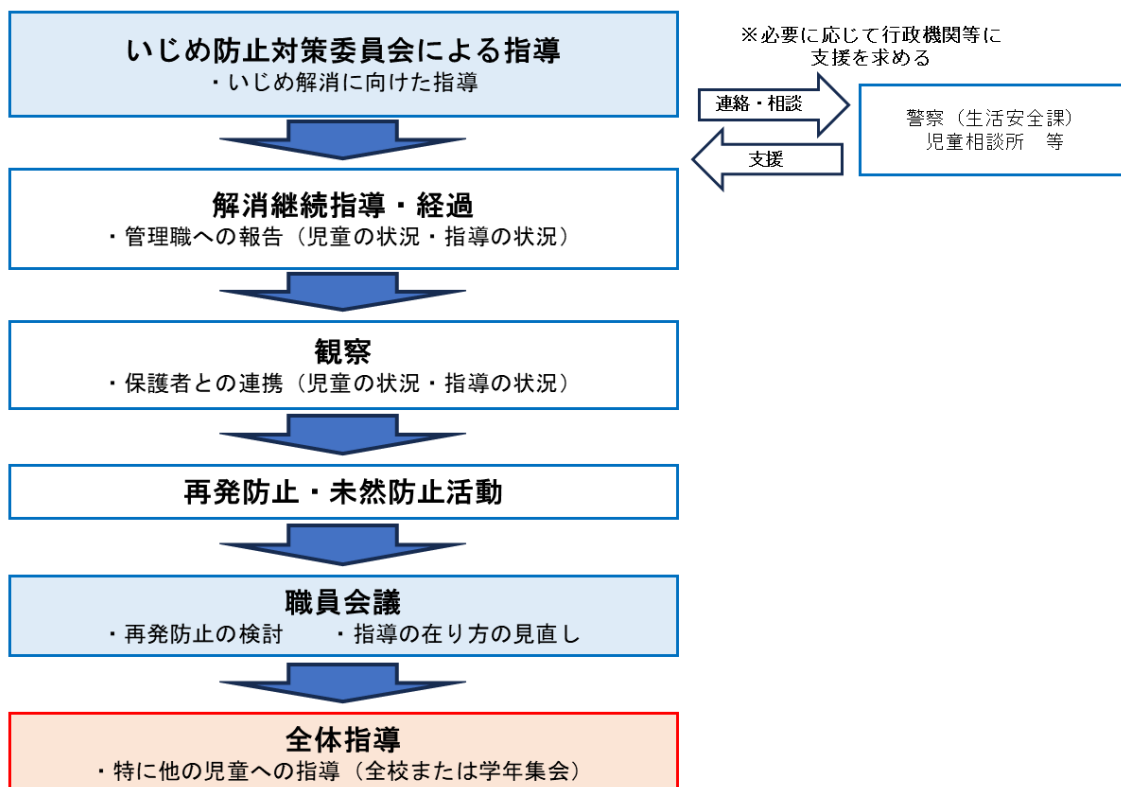 いじめ防止対策委員会による指導
・いじめ解消に向けた指導
※必要に応じて行政機関等に
支援を求める
連絡・相談
支援
警察（生活安全課）
児童相談所　等
解消継続指導・経過
・管理職への報告（児童の状況・指導の状況）
観察
・保護者との連携（児童の状況・指導の状況）
再発防止・未然防止活動
職員会議
・再発防止の検討　　・指導の在り方の見直し
全体指導
・特に他の児童への指導（全校または学年集会）